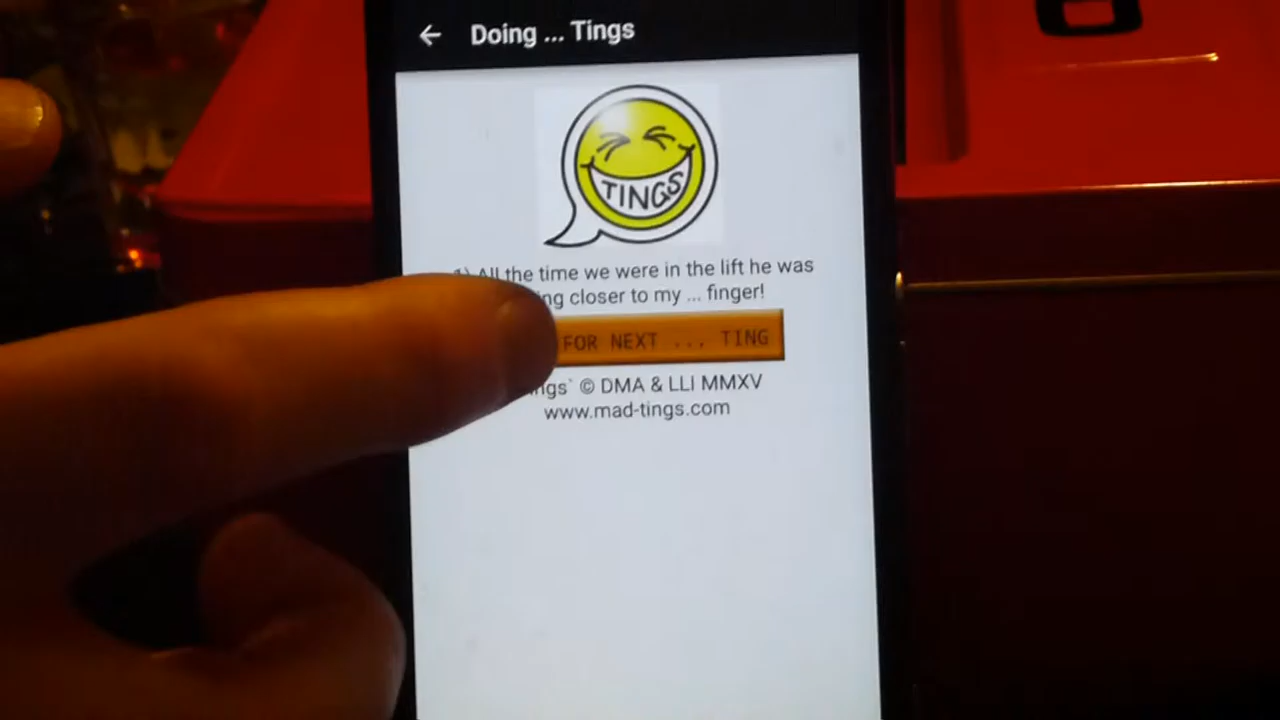 Doing ... Tings
TINGS
All the time we were in the lift he was
closer to my ... finger!
FOR NEXT ... TING
© DMA & LLI MMXV
www.mad-tings.com